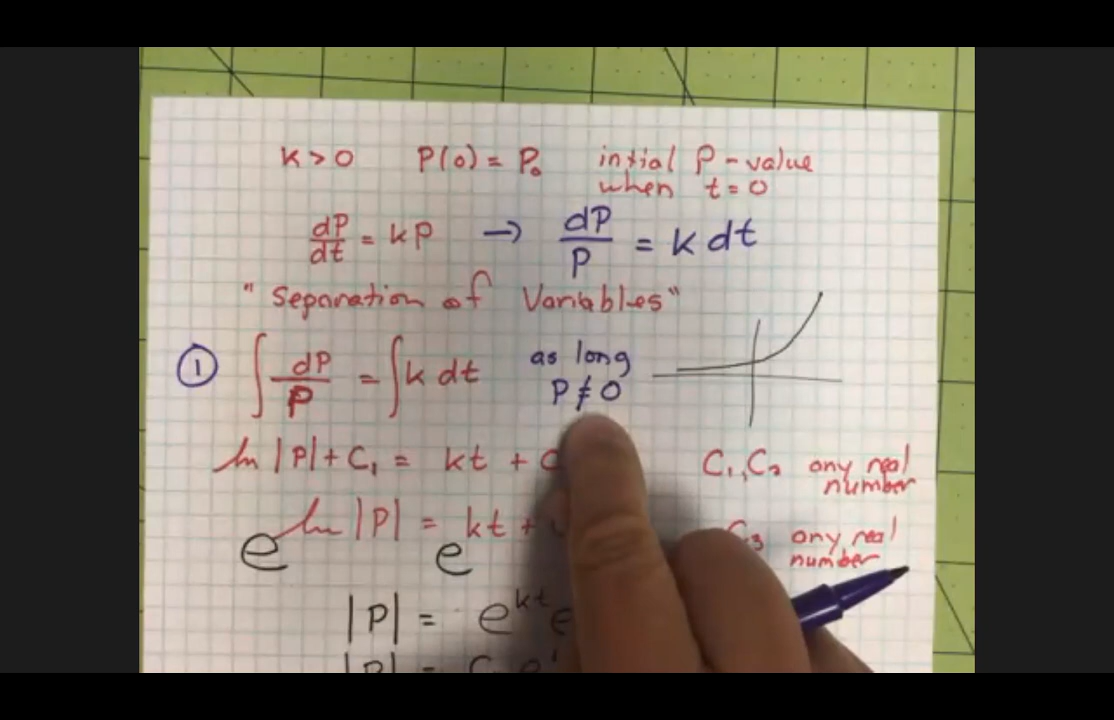 k > 0 P(0) = P₀ intial P-value
when t = 0
dP/dt = kP → dP/P = k dt
"Separation of Variables"
① ∫ dP/P = ∫ k dt as long
P ≠ 0
ln |P| + C₁ = kt + C₁, C₂ any real
number
e^ln |P| = e^kt + C₃ any real
number
|P| = e^kt e
|P| = C e